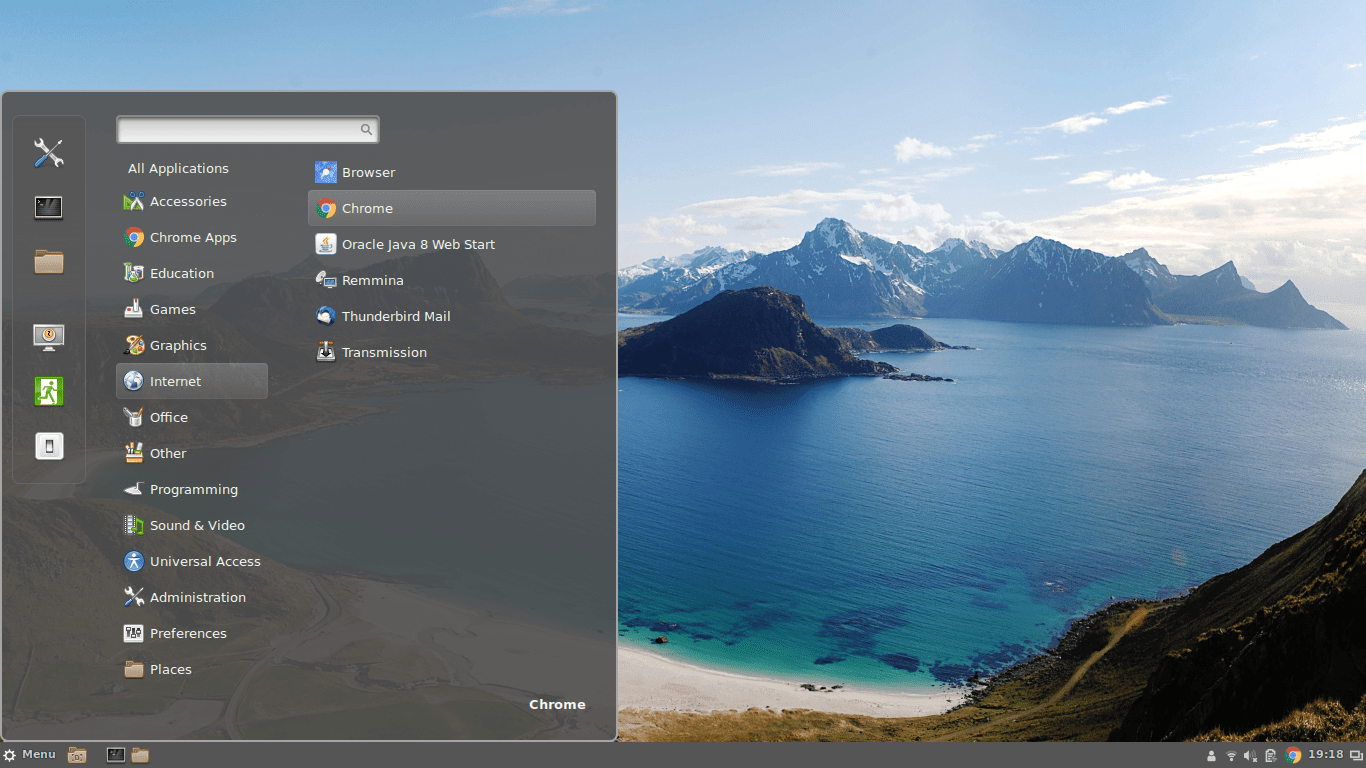 All Applications
Accessories
Chrome Apps
Education
Games
Graphics
Internet
Office
Other
Programming
Sound & Video
Universal Access
Administration
Preferences
Places
Browser
Chrome
Oracle Java 8 Web Start
Remmina
Thunderbird Mail
Transmission
Chrome
Menu
19:18